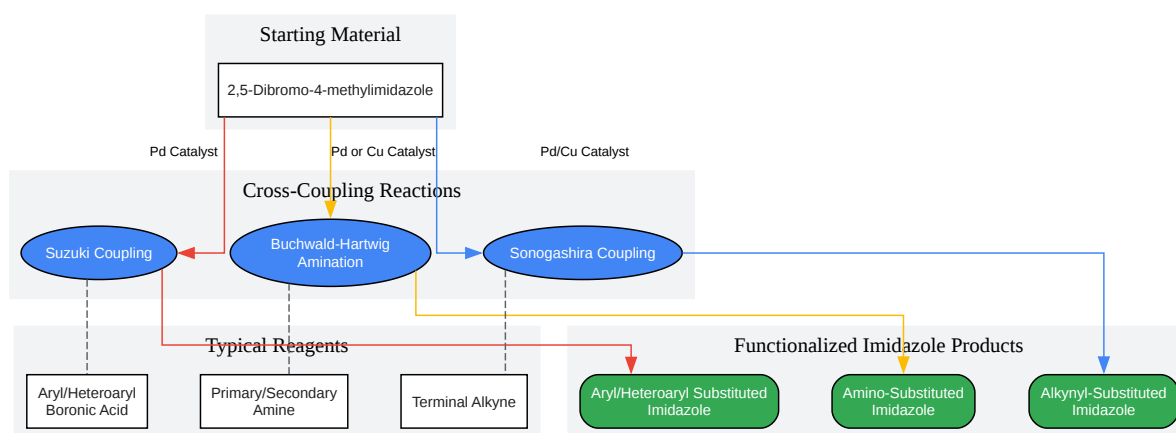 Starting Material
2,5-Dibromo-4-methylimidazole
Pd Catalyst
Pd or Cu Catalyst
Pd/Cu Catalyst
Cross-Coupling Reactions
Suzuki Coupling
Buchwald-Hartwig
Amination
Sonogashira Coupling
Typical Reagents
Aryl/Heteroaryl
Boronic Acid
Primary/Secondary
Amine
Terminal Alkyne
Functionalized Imidazole Products
Aryl/Heteroaryl Substituted
Imidazole
Amino-Substituted
Imidazole
Alkynyl-Substituted
Imidazole